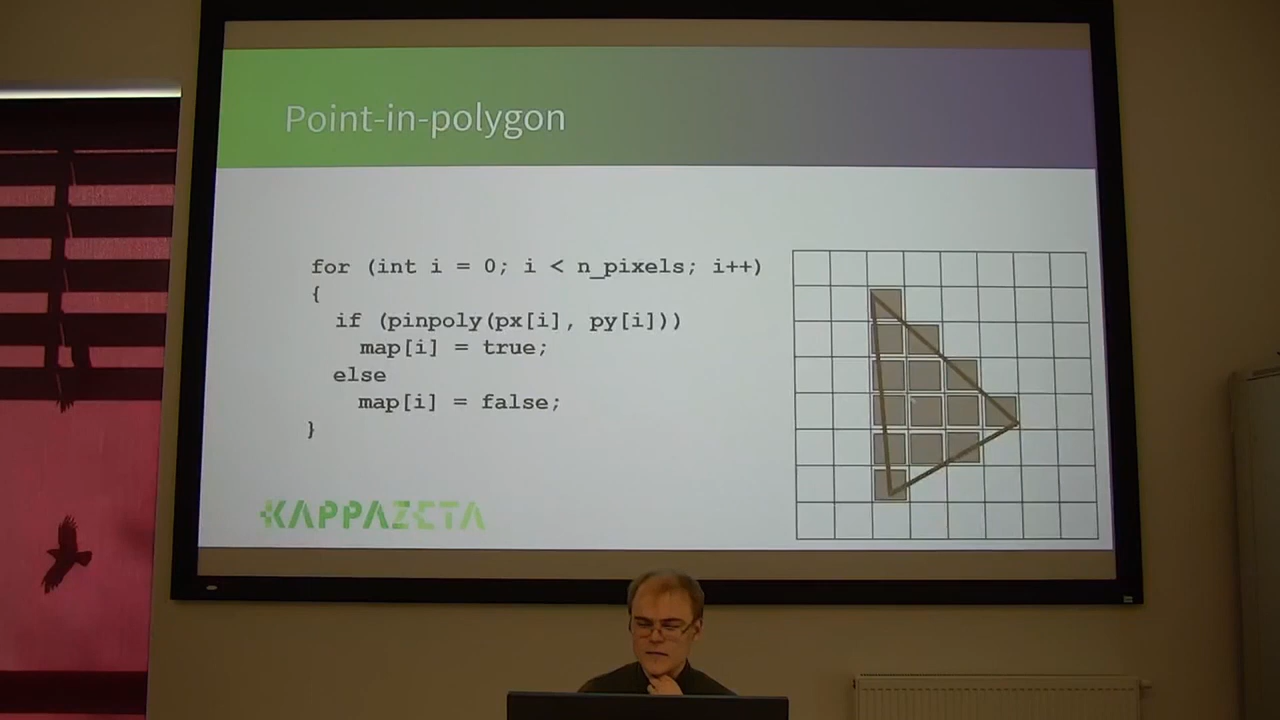 Point-in-polygon
for (int i = 0; i < n_pixels; i++)
{
if (pinpoly(px[i], py[i]))
map[i] = true;
else
map[i] = false;
}
KAPPAZETA